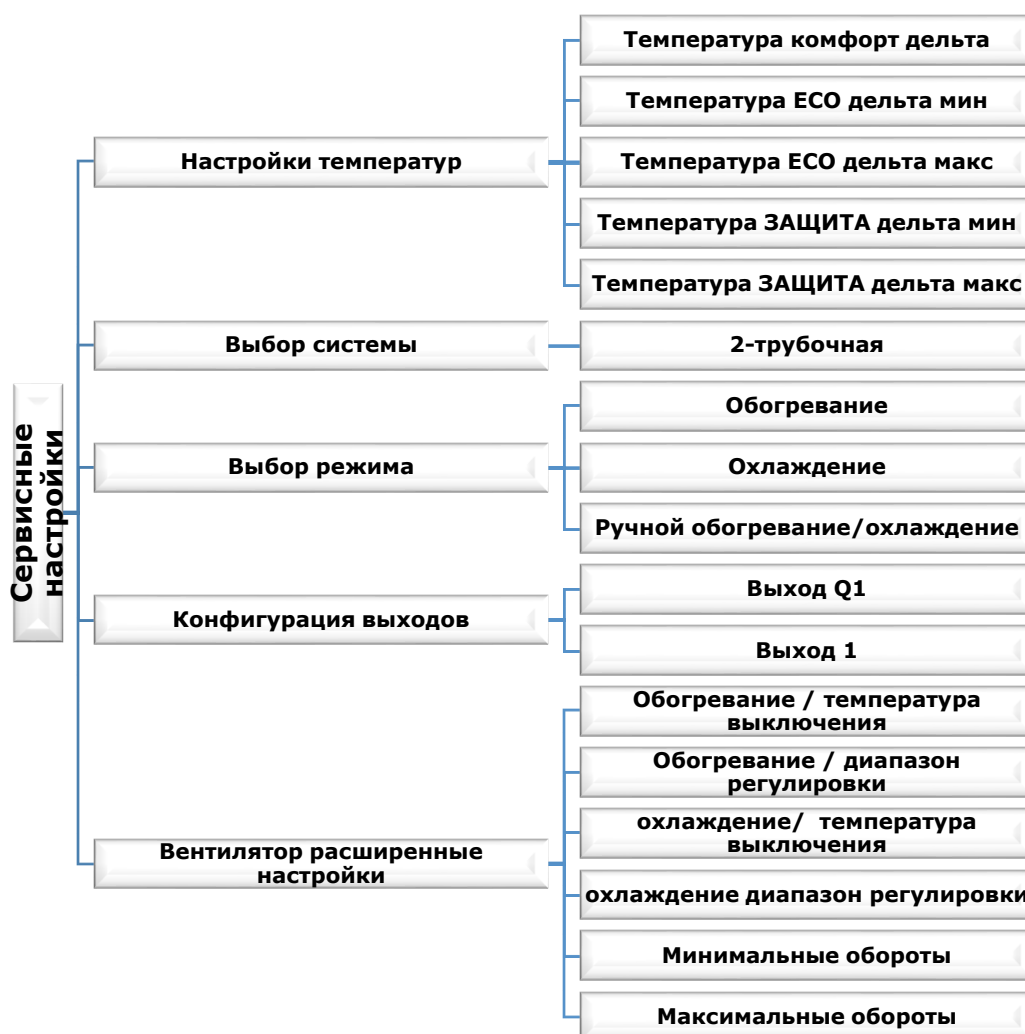 Сервисные
настройки
Настройки температур
Температура комфорт дельта
Температура ECO дельта мин
Температура ECO дельта макс
Температура ЗАЩИТА дельта мин
Температура ЗАЩИТА дельта макс
Выбор системы
2-трубочная
Выбор режима
Обогревание
Охлаждение
Ручной обогревание/охлаждение
Конфигурация выходов
Выход Q1
Выход 1
Вентилятор расширенные
настройки
Обогревание / температура
выключения
Обогревание / диапазон
регулировки
охлаждение/ температура
выключения
охлаждение диапазон регулировки
Минимальные обороты
Максимальные обороты